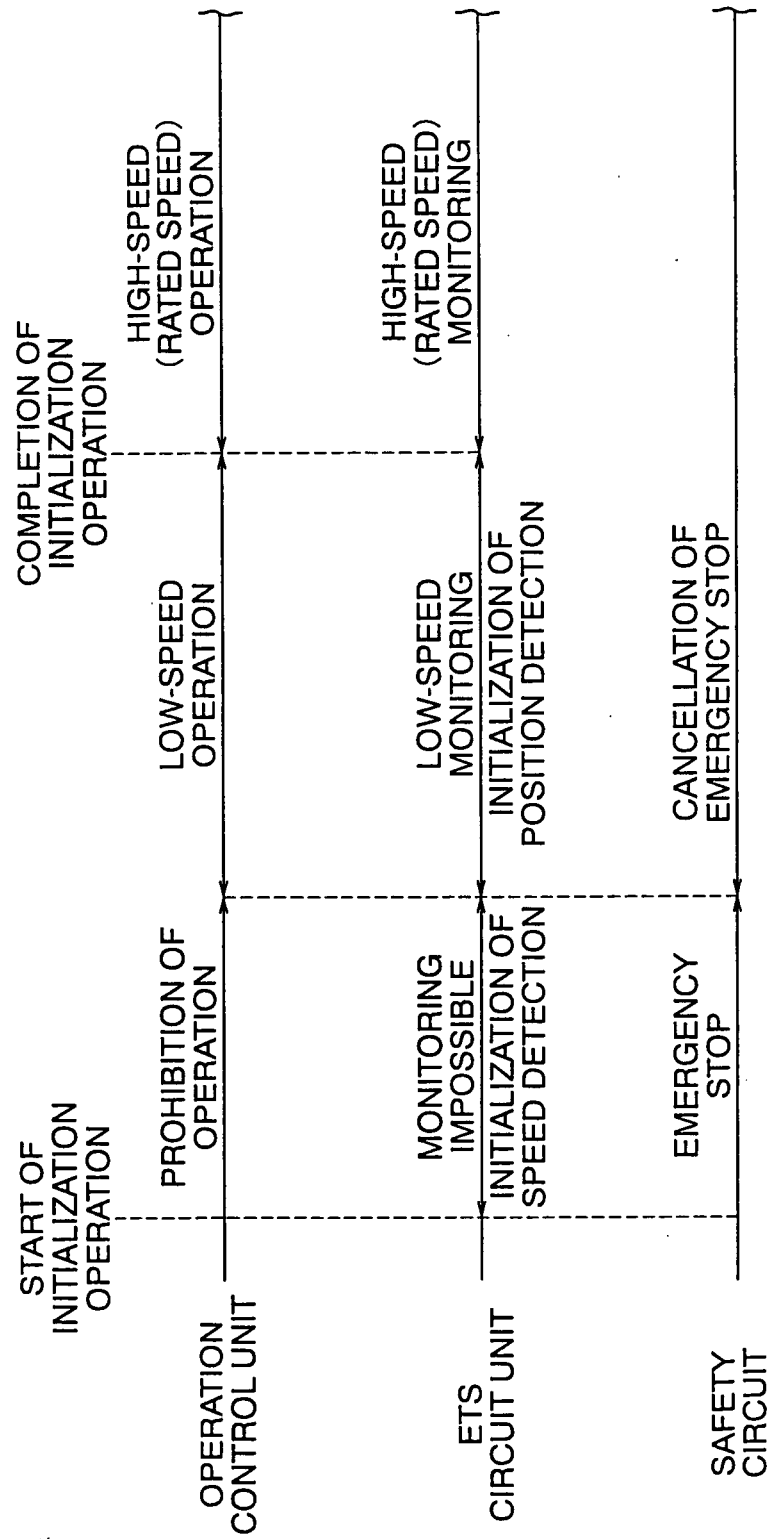 START OF
INITIALIZATION
OPERATION
COMPLETION OF
INITIALIZATION
OPERATION
OPERATION
CONTROL UNIT
PROHIBITION OF
OPERATION
LOW-SPEED
OPERATION
HIGH-SPEED
(RATED SPEED)
OPERATION
ETS
CIRCUIT UNIT
MONITORING
IMPOSSIBLE
INITIALIZATION OF
SPEED DETECTION
LOW-SPEED
MONITORING
INITIALIZATION OF
POSITION DETECTION
HIGH-SPEED
(RATED SPEED)
MONITORING
SAFETY
CIRCUIT
EMERGENCY
STOP
CANCELLATION OF
EMERGENCY STOP